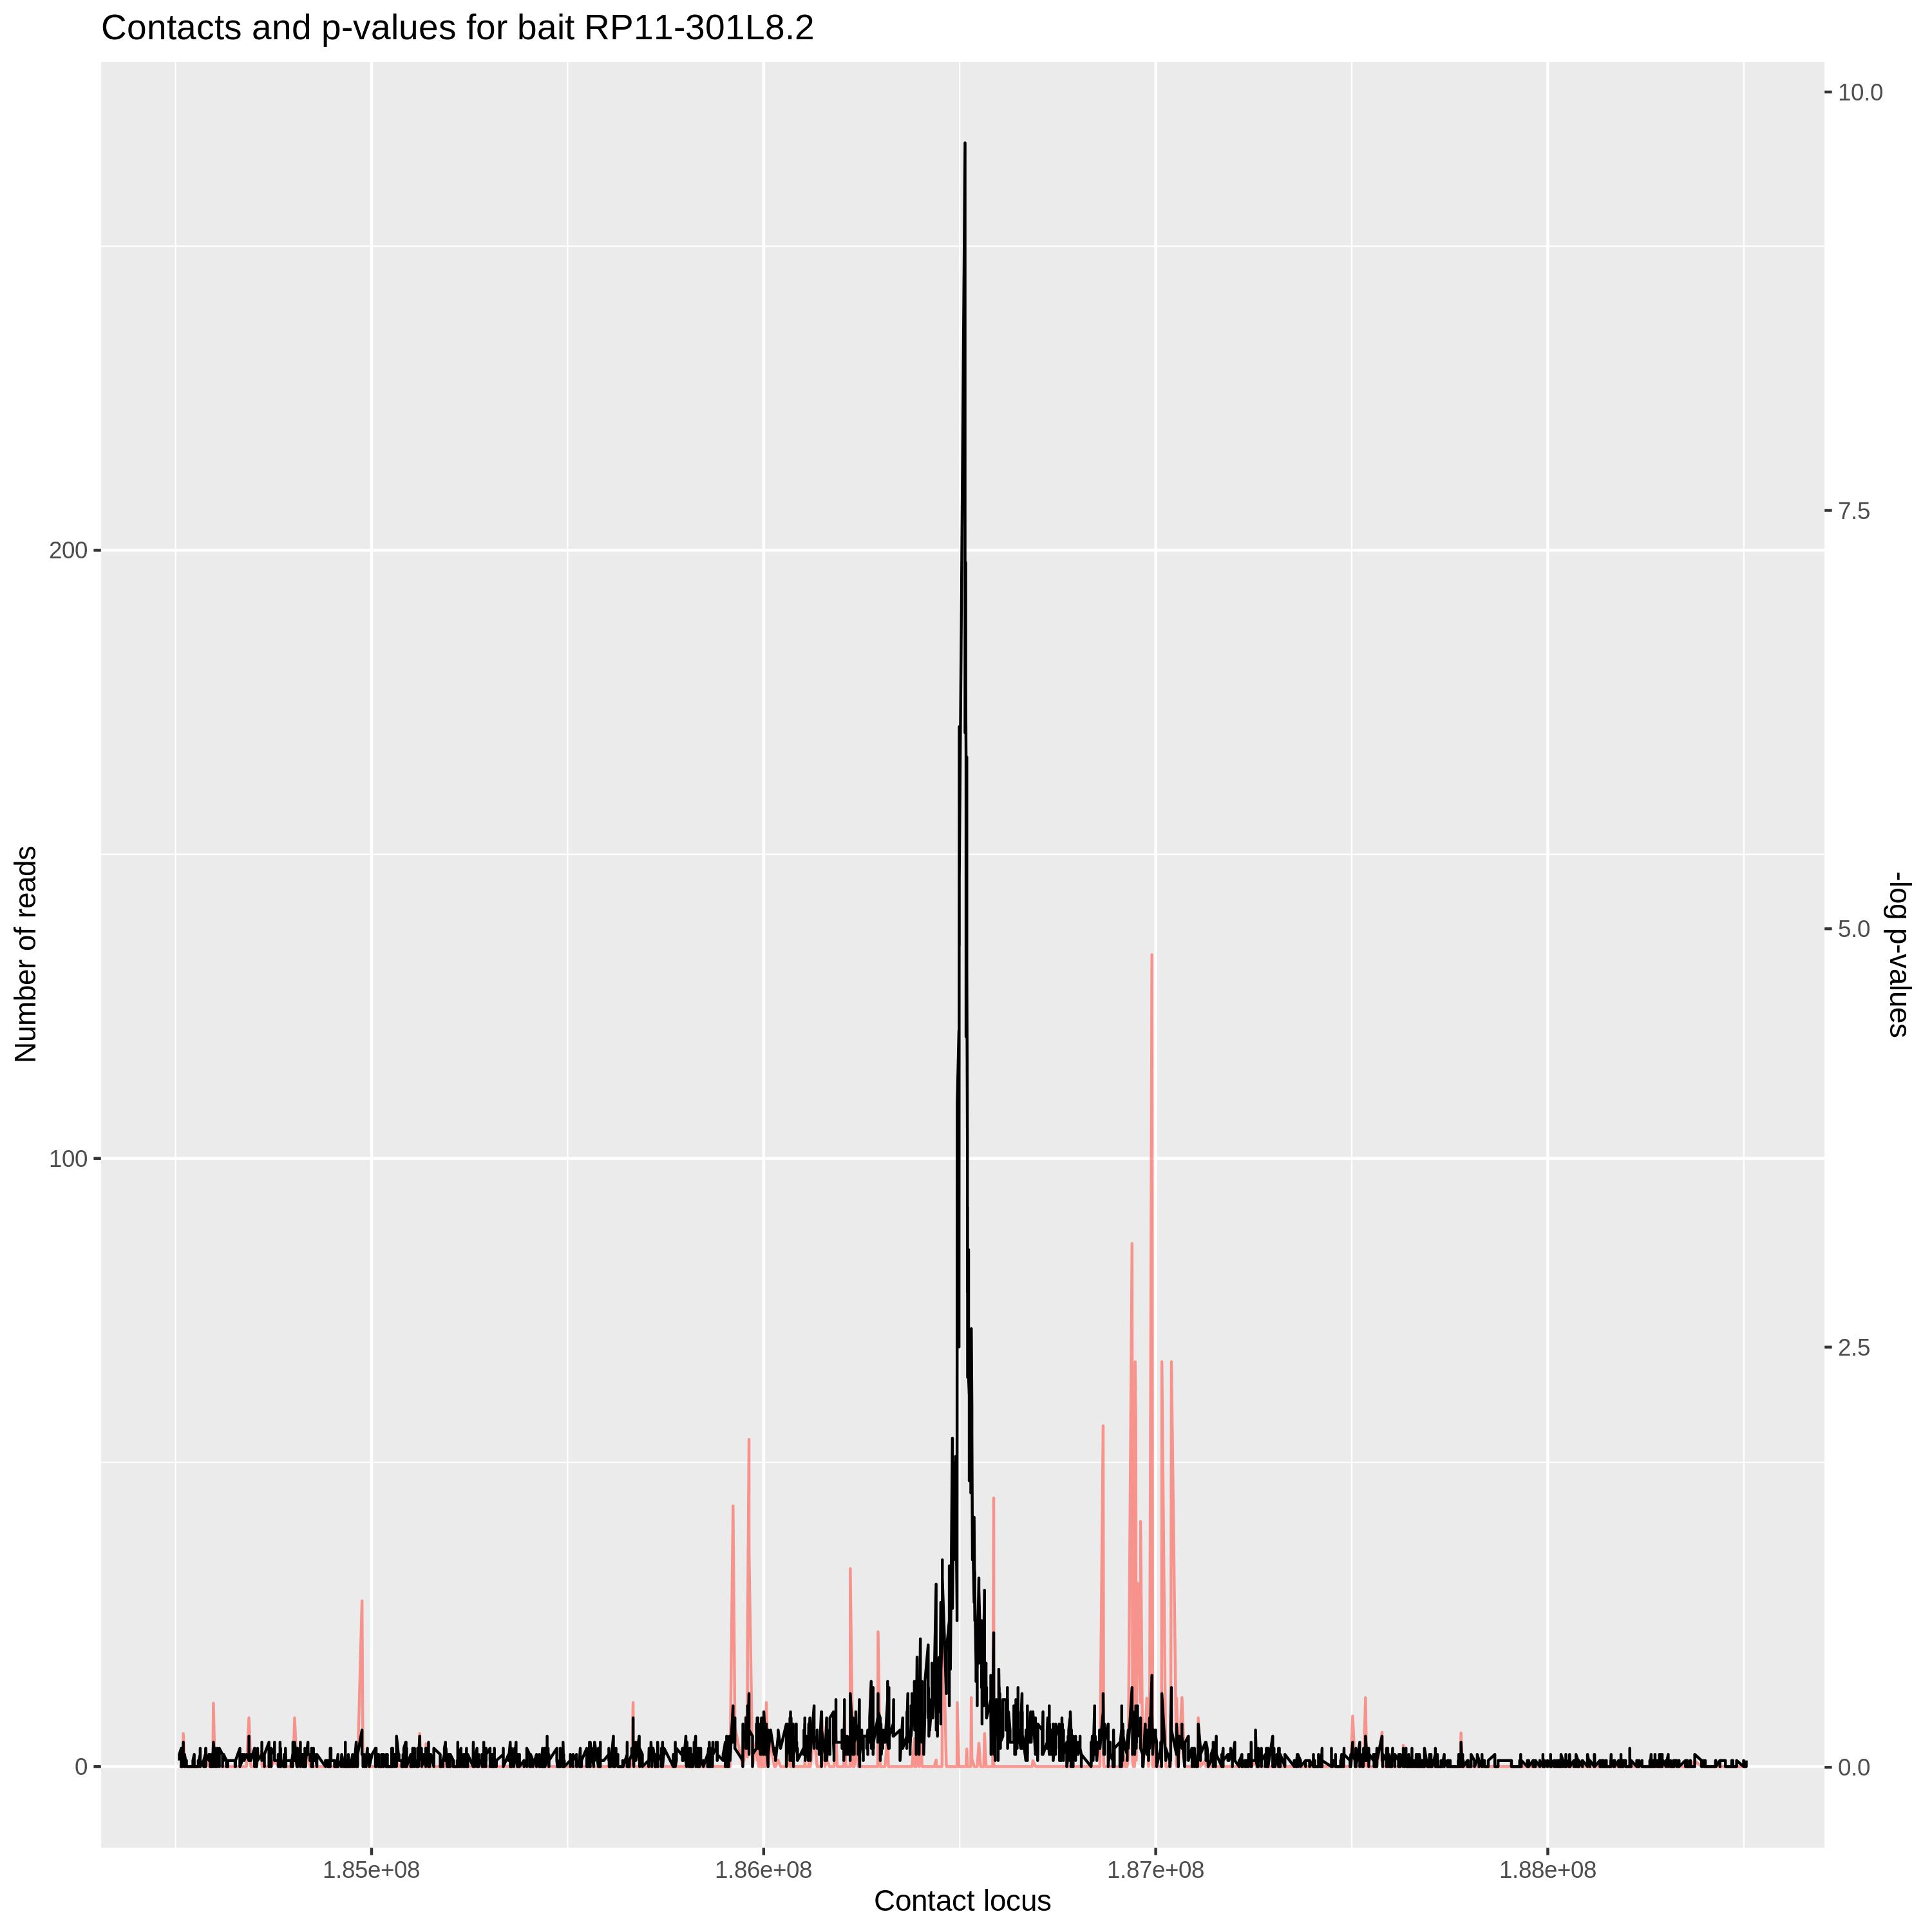 Contacts and p-values for bait RP11-301L8.2
Number of reads
200
100
0
10.0
7.5
5.0
2.5
0.0
-log p-values
1.85e+08
1.86e+08
1.87e+08
1.88e+08
Contact locus